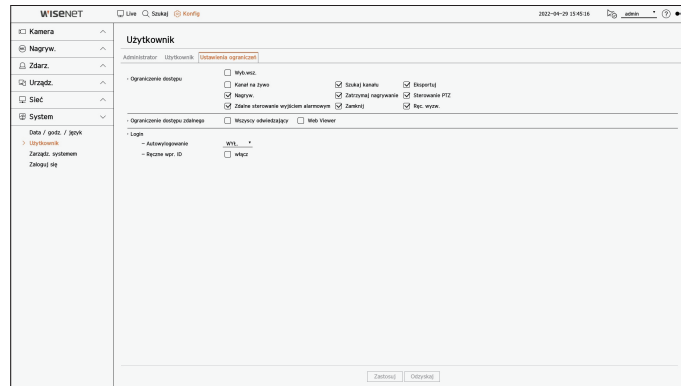 WISENET Live Szukaj Konfig 2022-04-29 15:45:16 admin ?
Kamera
Nagryw.
Zdarz.
Urządz.
Sieć
System
Data / godz. / język
> Użytkownik
Zarządz. systemem
Zaloguj się
Użytkownik
Administrator Użytkownik Ustawienia ograniczeń
• Ograniczenie dostępu
Wyb.wsz.
Kanał na żywo Szukaj kanału Eksportuj
Nagryw. Zatrzymaj nagrywanie Sterowanie PTZ
Zdalne sterowanie wyjściem alarmowym Zamknij Ręc. wyzw.
• Ograniczenie dostępu zdalnego Wszyscy odwiedzający Web Viewer
• Login
– Autowylogowanie WYŁ.
– Ręczne wpr. ID włącz
Zastosuj Odzyskaj